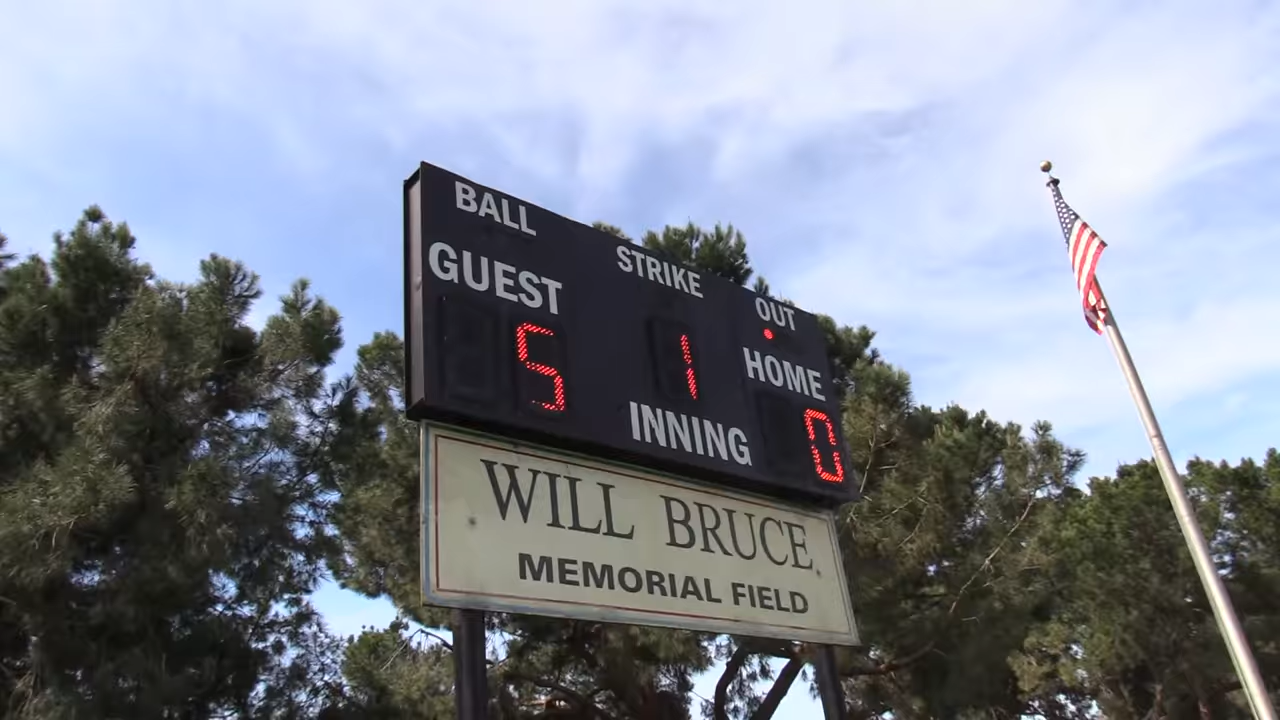 BALL STRIKE OUT
GUEST HOME
5 1 0
INNING
WILL BRUCE
MEMORIAL FIELD